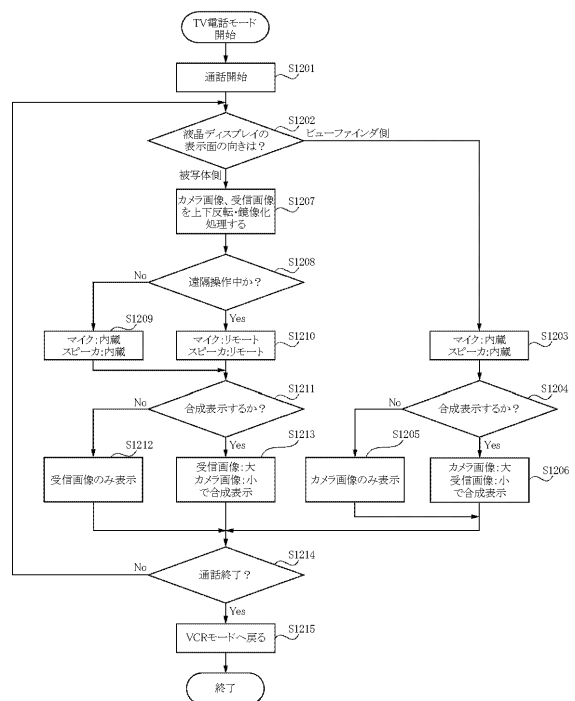 TV電話モード
開始
通話開始
S1201
液晶ディスプレイの
表示面の向きは？
S1202
ビューファインダ側
被写体側
カメラ画像、受信画像
を上下反転・鏡像化
処理する
S1207
遠隔操作中か？
S1208
No
Yes
マイク:内蔵
スピーカ:内蔵
S1209
マイク:リモート
スピーカ:リモート
S1210
マイク:内蔵
スピーカ:内蔵
S1203
合成表示するか？
S1211
No
Yes
合成表示するか？
S1204
No
Yes
受信画像のみ表示
S1212
受信画像:大
カメラ画像:小
で合成表示
S1213
カメラ画像のみ表示
S1205
カメラ画像:大
受信画像:小
で合成表示
S1206
通話終了？
S1214
No
Yes
VCRモードへ戻る
S1215
終了